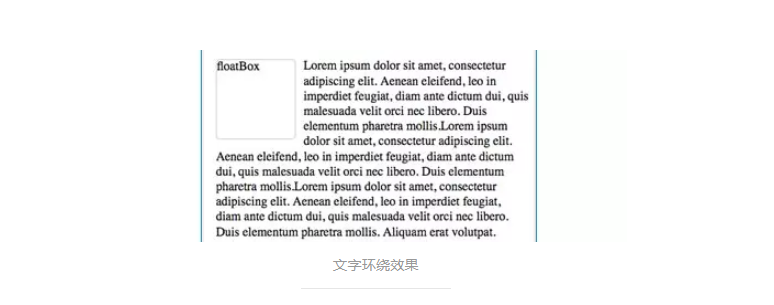 floatBox
Lorem ipsum dolor sit amet, consectetur
adipiscing elit. Aenean eleifend, leo in
imperdiet feugiat, diam ante dictum dui, quis
malesuada velit orci nec libero. Duis
elementum pharetra mollis.Lorem ipsum
dolor sit amet, consectetur adipiscing elit.
Aenean eleifend, leo in imperdiet feugiat, diam ante dictum
dui, quis malesuada velit orci nec libero. Duis elementum
pharetra mollis.Lorem ipsum dolor sit amet, consectetur
adipiscing elit. Aenean eleifend, leo in imperdiet feugiat,
diam ante dictum dui, quis malesuada velit orci nec libero.
Duis elementum pharetra mollis. Aliquam erat volutpat.
文字环绕效果